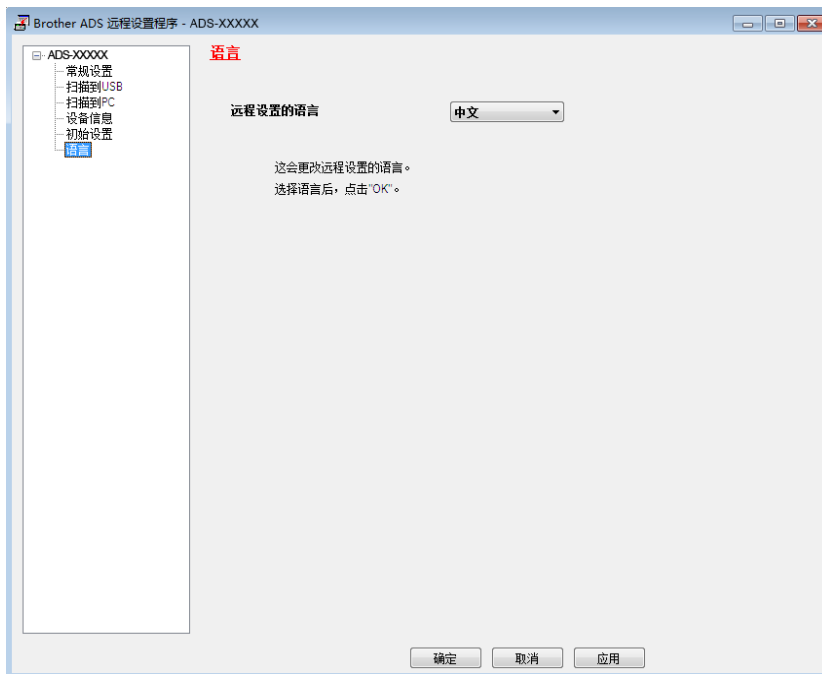 Brother ADS 远程设置程序 - ADS-XXXXX
ADS-XXXXX
常规设置
扫描到USB
扫描到PC
设备信息
初始设置
语言
语言
远程设置的语言 中文
这会更改远程设置的语言。
选择语言后，点击"OK"。
确定 取消 应用